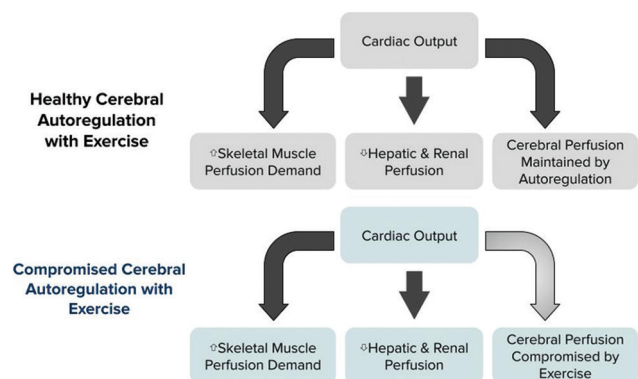 Cardiac Output
Healthy Cerebral
Autoregulation
with Exercise
⇧Skeletal Muscle
Perfusion Demand
⇩Hepatic & Renal
Perfusion
Cerebral Perfusion
Maintained by
Autoregulation
Cardiac Output
Compromised Cerebral
Autoregulation with
Exercise
⇧Skeletal Muscle
Perfusion Demand
⇩Hepatic & Renal
Perfusion
Cerebral Perfusion
Compromised by
Exercise